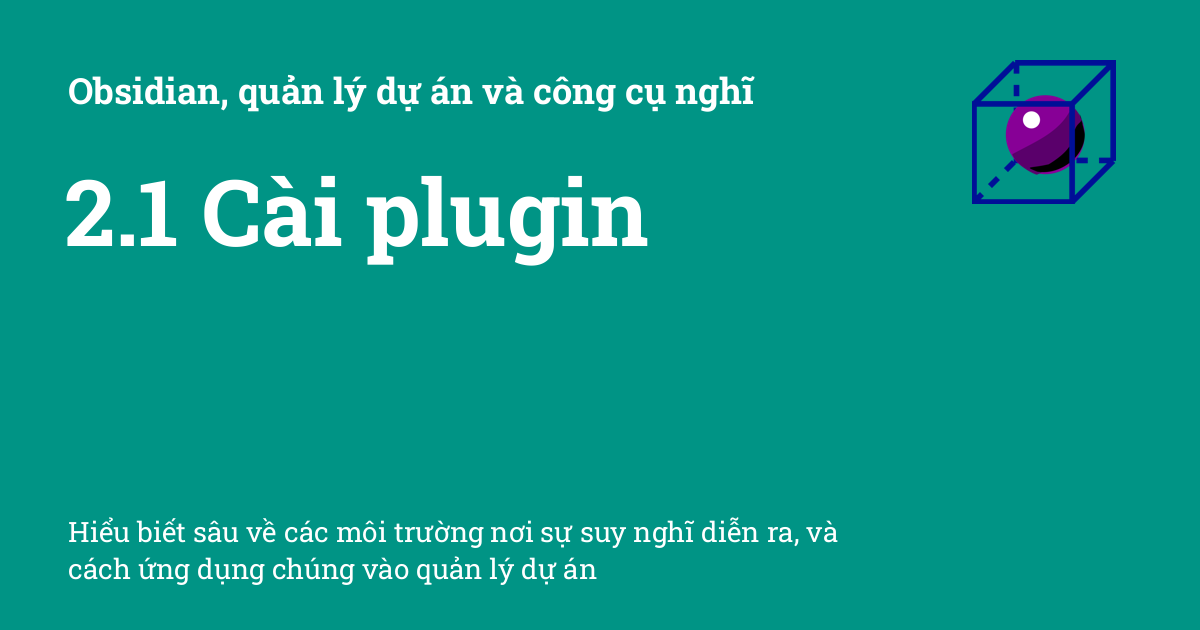 Obsidian, quản lý dự án và công cụ nghĩ
2.1 Cài plugin
Hiểu biết sâu về các môi trường nơi sự suy nghĩ diễn ra, và
cách ứng dụng chúng vào quản lý dự án